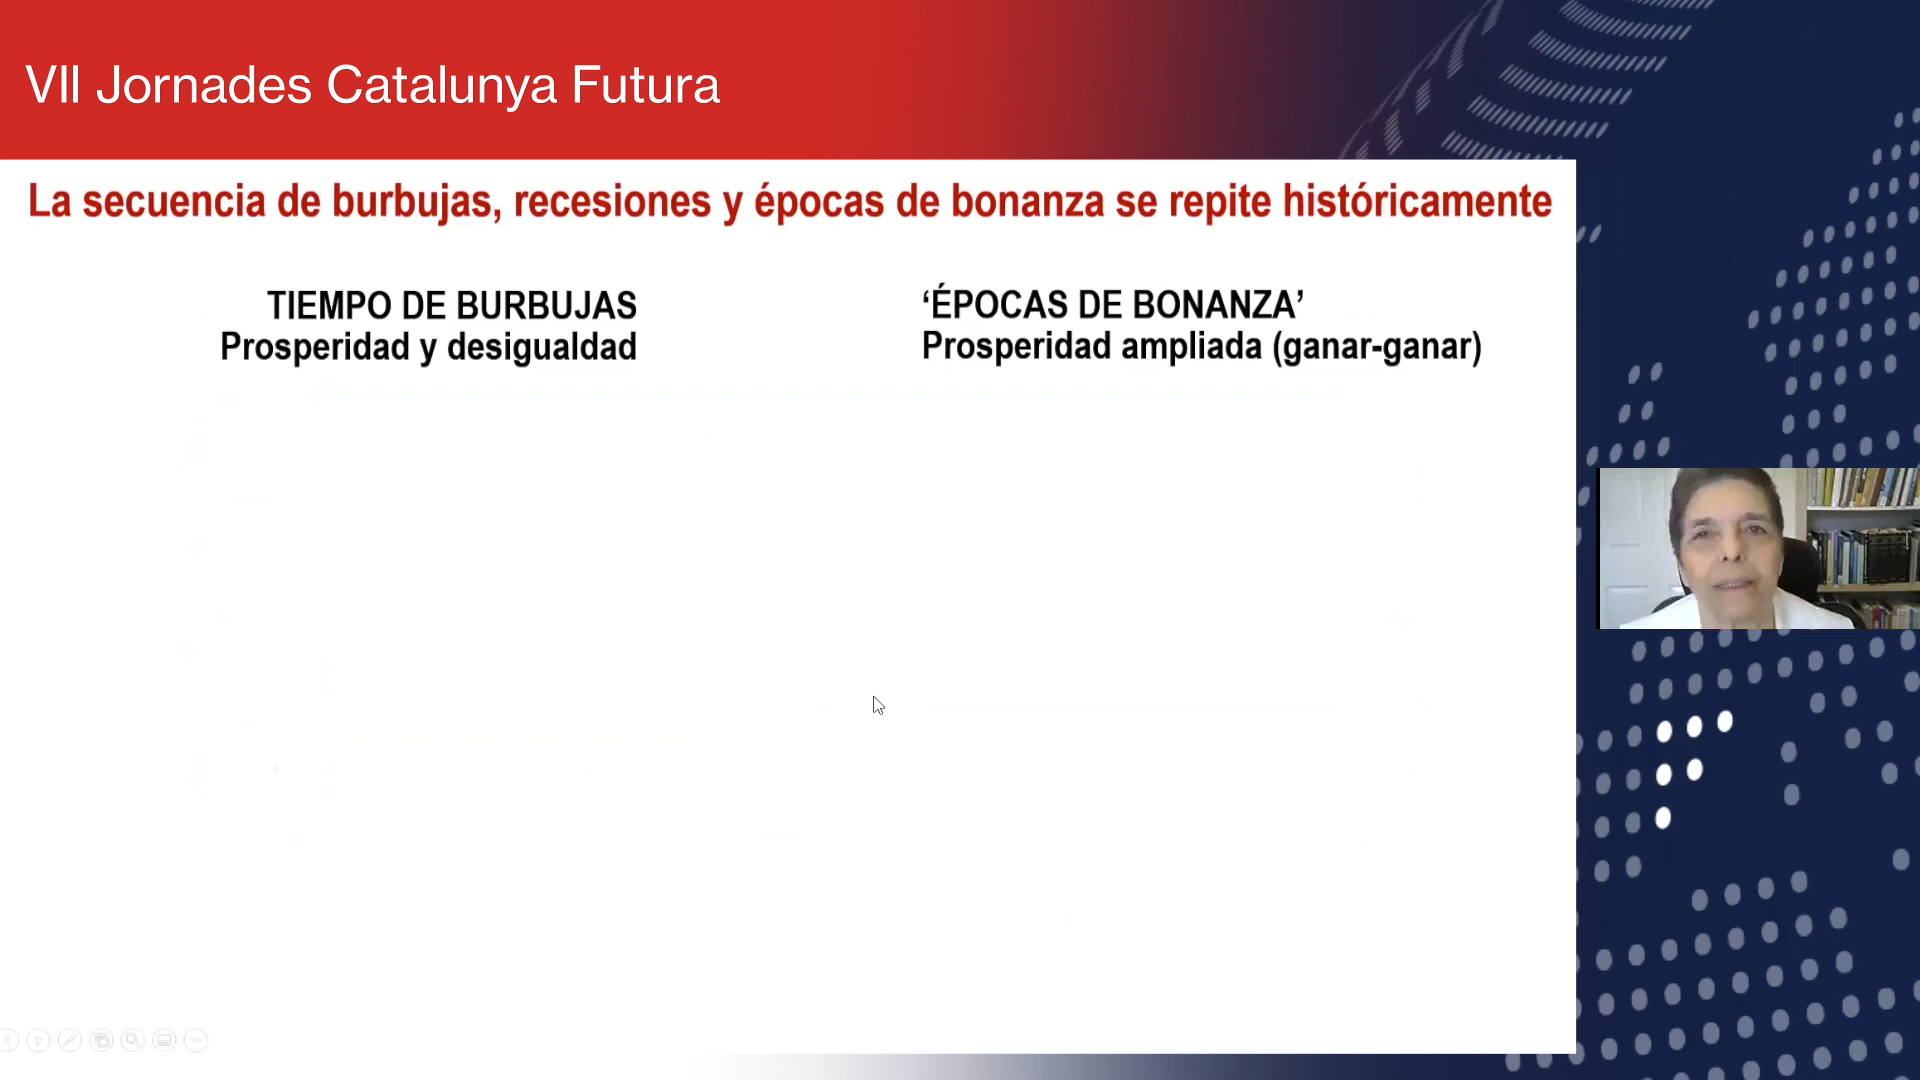 VII Jornades Catalunya Futura
La secuencia de burbujas, recesiones y épocas de bonanza se repite históricamente
TIEMPO DE BURBUJAS
Prosperidad y desigualdad
‘ÉPOCAS DE BONANZA’
Prosperidad ampliada (ganar-ganar)